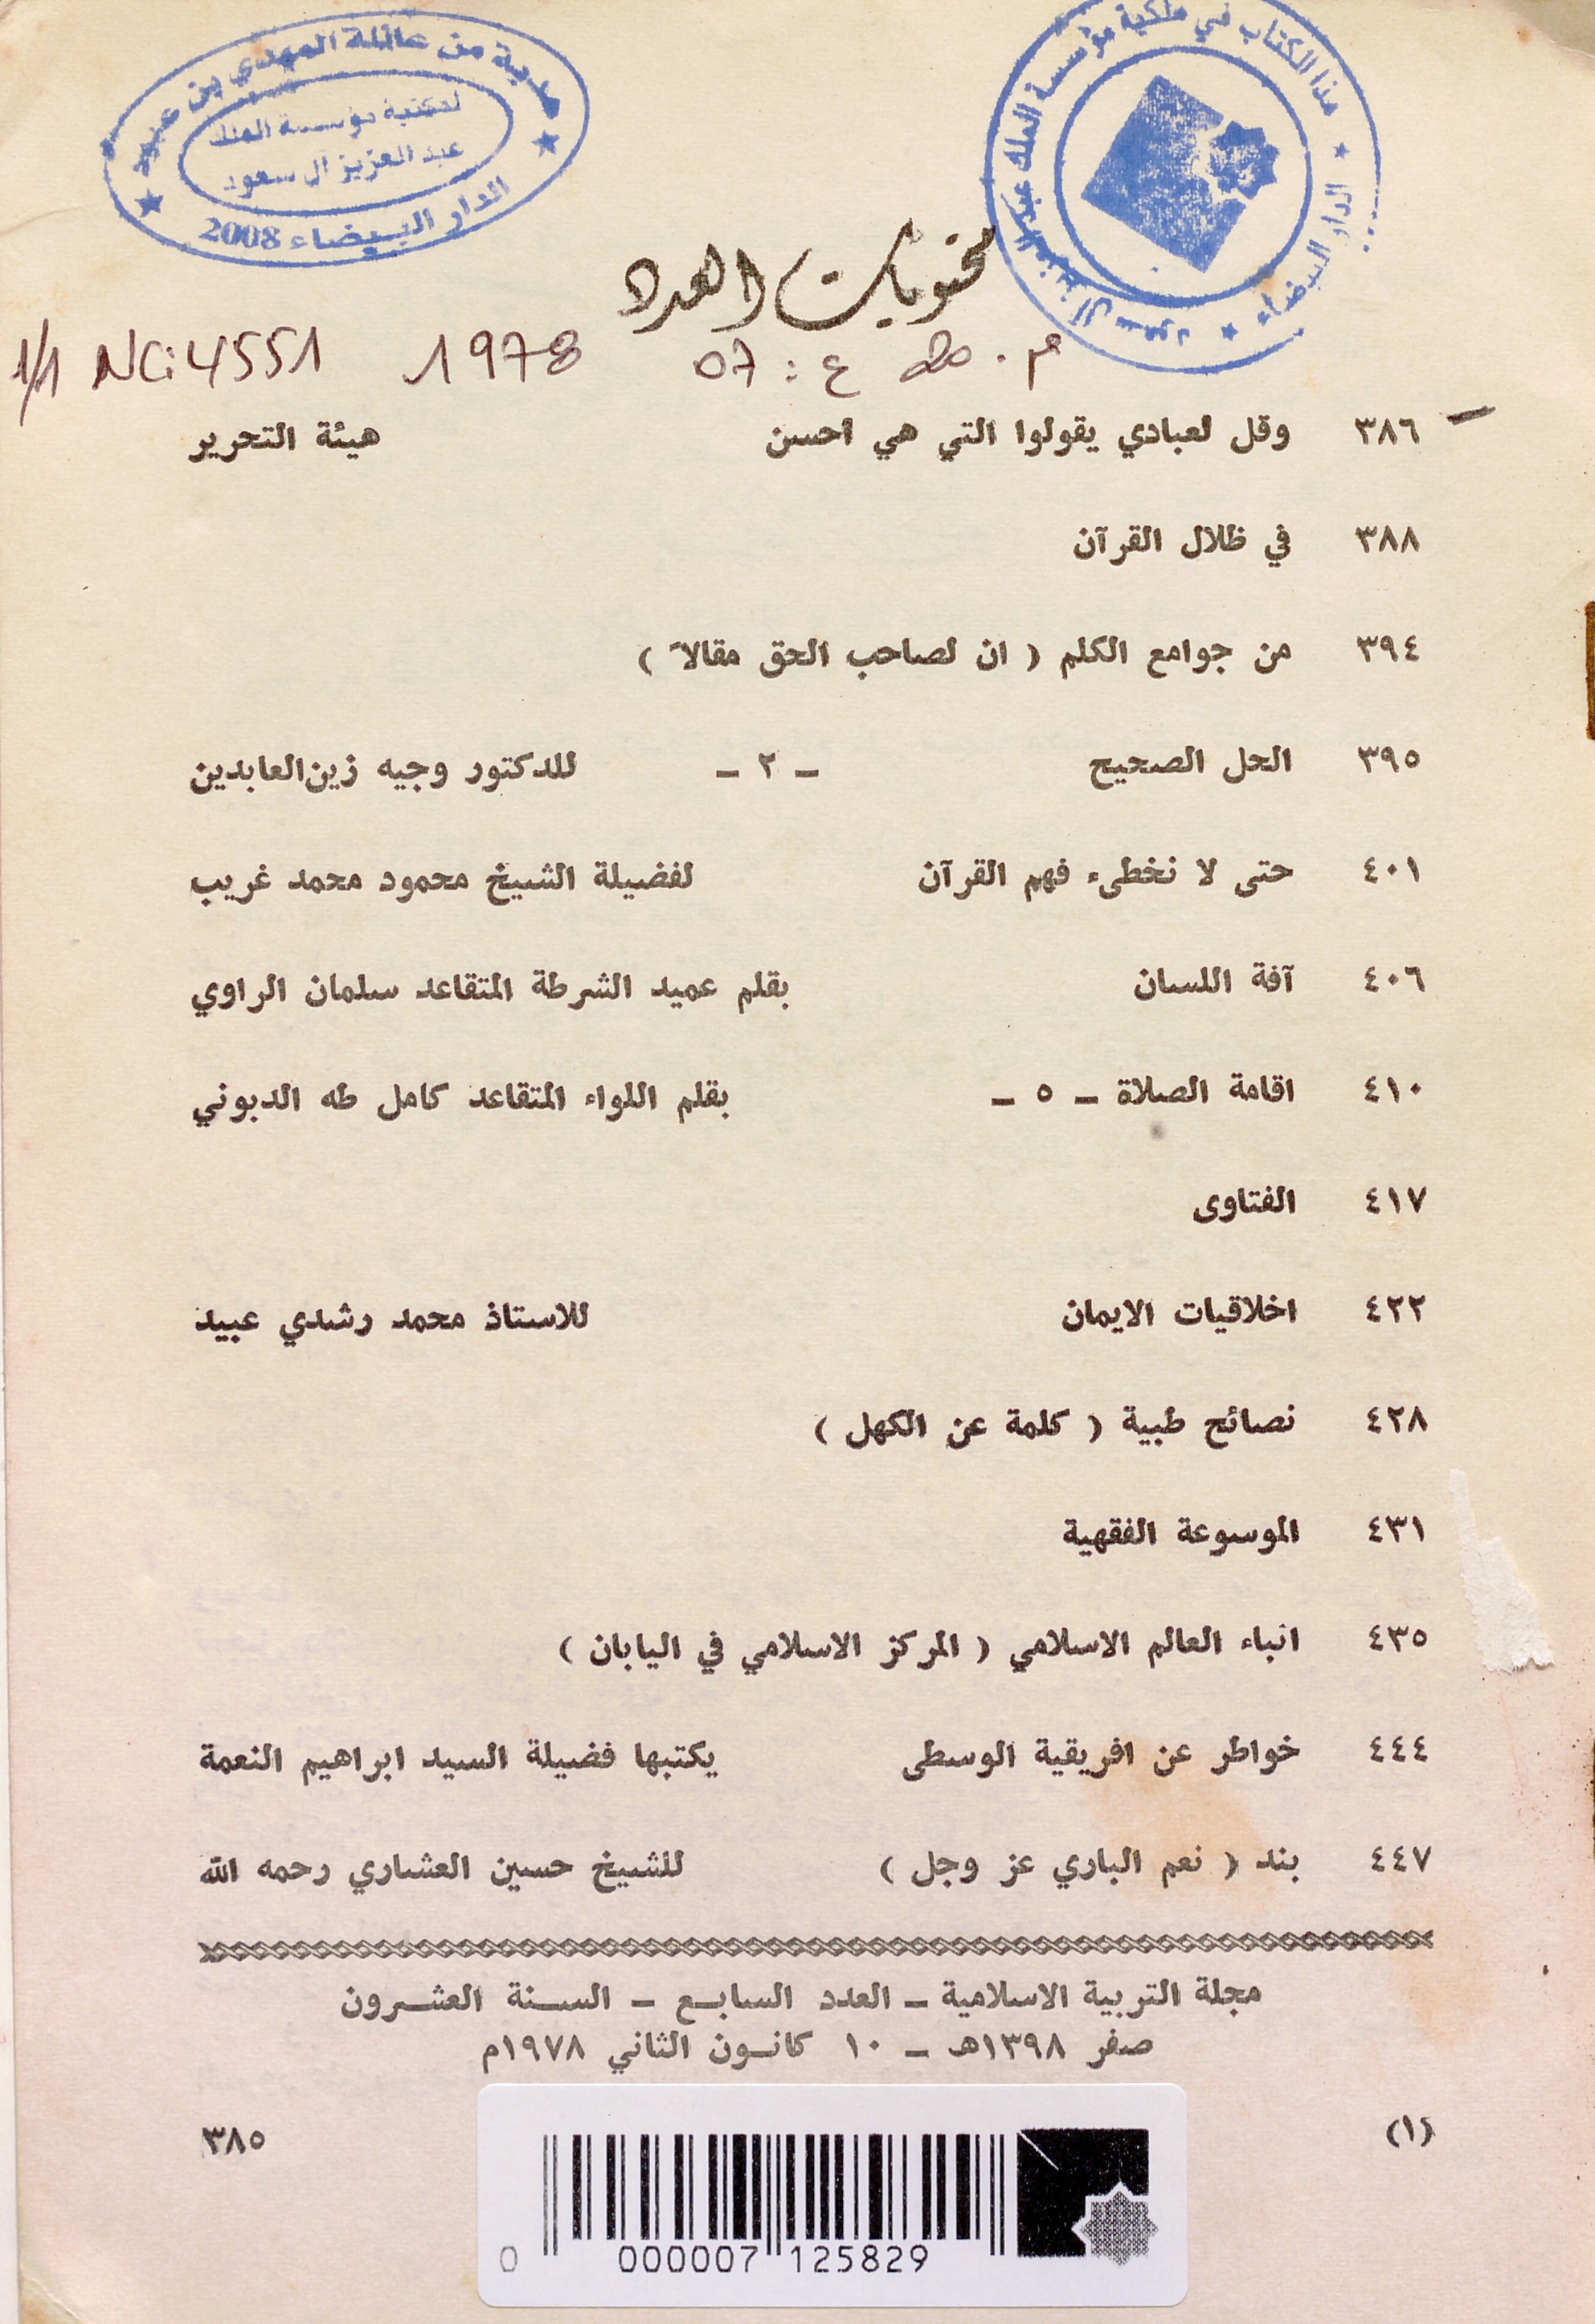 هدية من عائلة المهدي بن عبود
لمكتبة مؤسسة الملك
عبد العزيز آل سعود
الدار البيضاء 2008
هذا الكتاب في ملكية مؤسسة الملك عبد العزيز آل سعود
الدار البيضاء
محتويات العدد
1/1 NCi 4551 1978 م. 20 ع: 07
٣٨٦ وقل لعبادي يقولوا التي هي احسن هيئة التحرير
٣٨٨ في ظلال القرآن
٣٩٤ من جوامع الكلم ( ان لصاحب الحق مقالاً )
٣٩٥ الحل الصحيح ـ ٢ ـ للدكتور وجيه زين العابدين
٤٠١ حتى لا نخطىء فهم القرآن لفضيلة الشيخ محمود محمد غريب
٤٠٦ آفة اللسان بقلم عميد الشرطة المتقاعد سلمان الراوي
٤١٠ اقامة الصلاة ـ ٥ ـ بقلم اللواء المتقاعد كامل طه الدبوني
٤١٧ الفتاوى
٤٢٢ اخلاقيات الايمان للاستاذ محمد رشدي عبيد
٤٢٨ نصائح طبية ( كلمة عن الكهل )
٤٣١ الموسوعة الفقهية
٤٣٥ انباء العالم الاسلامي ( المركز الاسلامي في اليابان )
٤٤٤ خواطر عن افريقية الوسطى يكتبها فضيلة السيد ابراهيم النعمة
٤٤٧ بند ( نعم الباري عز وجل ) للشيخ حسين العشاري رحمه الله
مجلة التربية الاسلامية ـ العدد السابع ـ السنة العشرون
صفر ١٣٩٨هـ ـ ١٠ كانون الثاني ١٩٧٨م
(١) ٣٨٥
0 000007 125829